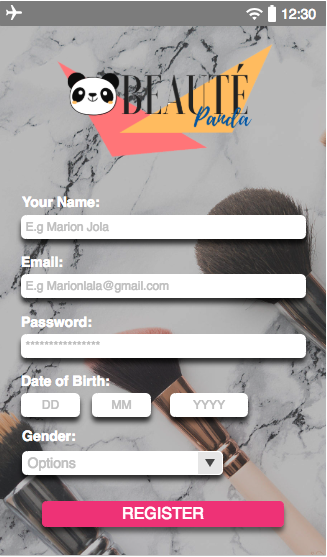 12:30
BEAUTÉ
Panda
Your Name:
E.g Marion Jola
Email:
E.g Marionlala@gmail.com
Password:
****************
Date of Birth:
DD MM YYYY
Gender:
Options
REGISTER